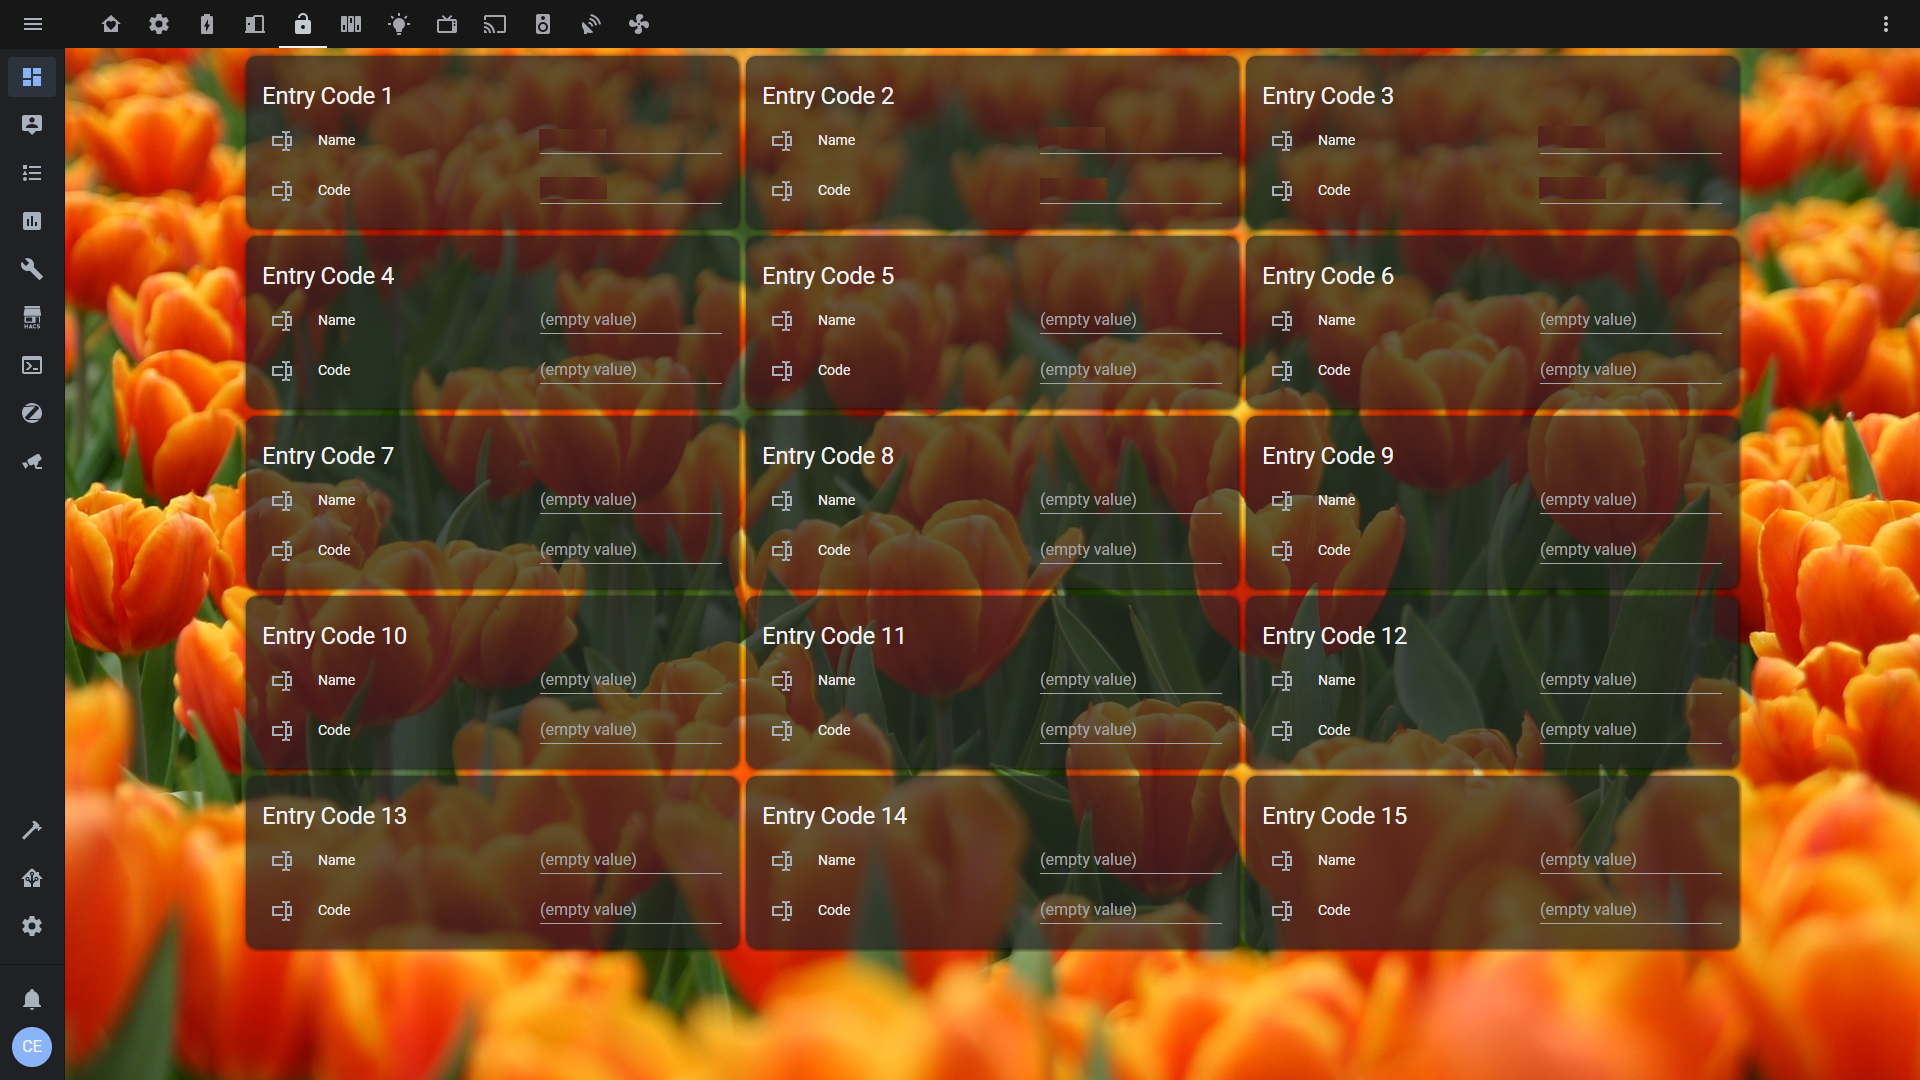 HACS
Entry Code 1
Name
Code
Entry Code 2
Name
Code
Entry Code 3
Name
Code
Entry Code 4
Name (empty value)
Code (empty value)
Entry Code 5
Name (empty value)
Code (empty value)
Entry Code 6
Name (empty value)
Code (empty value)
Entry Code 7
Name (empty value)
Code (empty value)
Entry Code 8
Name (empty value)
Code (empty value)
Entry Code 9
Name (empty value)
Code (empty value)
Entry Code 10
Name (empty value)
Code (empty value)
Entry Code 11
Name (empty value)
Code (empty value)
Entry Code 12
Name (empty value)
Code (empty value)
Entry Code 13
Name (empty value)
Code (empty value)
Entry Code 14
Name (empty value)
Code (empty value)
Entry Code 15
Name (empty value)
Code (empty value)
CE